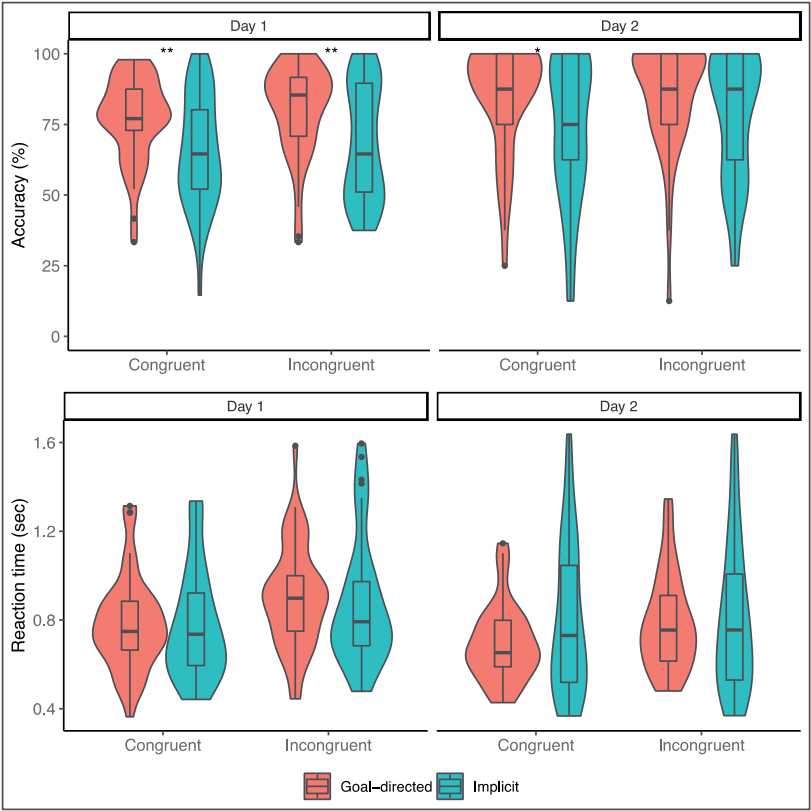 Day 1 Day 2
** ** *
Accuracy (%)
100
75
50
25
0
Congruent Incongruent Congruent Incongruent
Day 1 Day 2
Reaction time (sec)
1.6
1.2
0.8
0.4
Congruent Incongruent Congruent Incongruent
Goal–directed Implicit